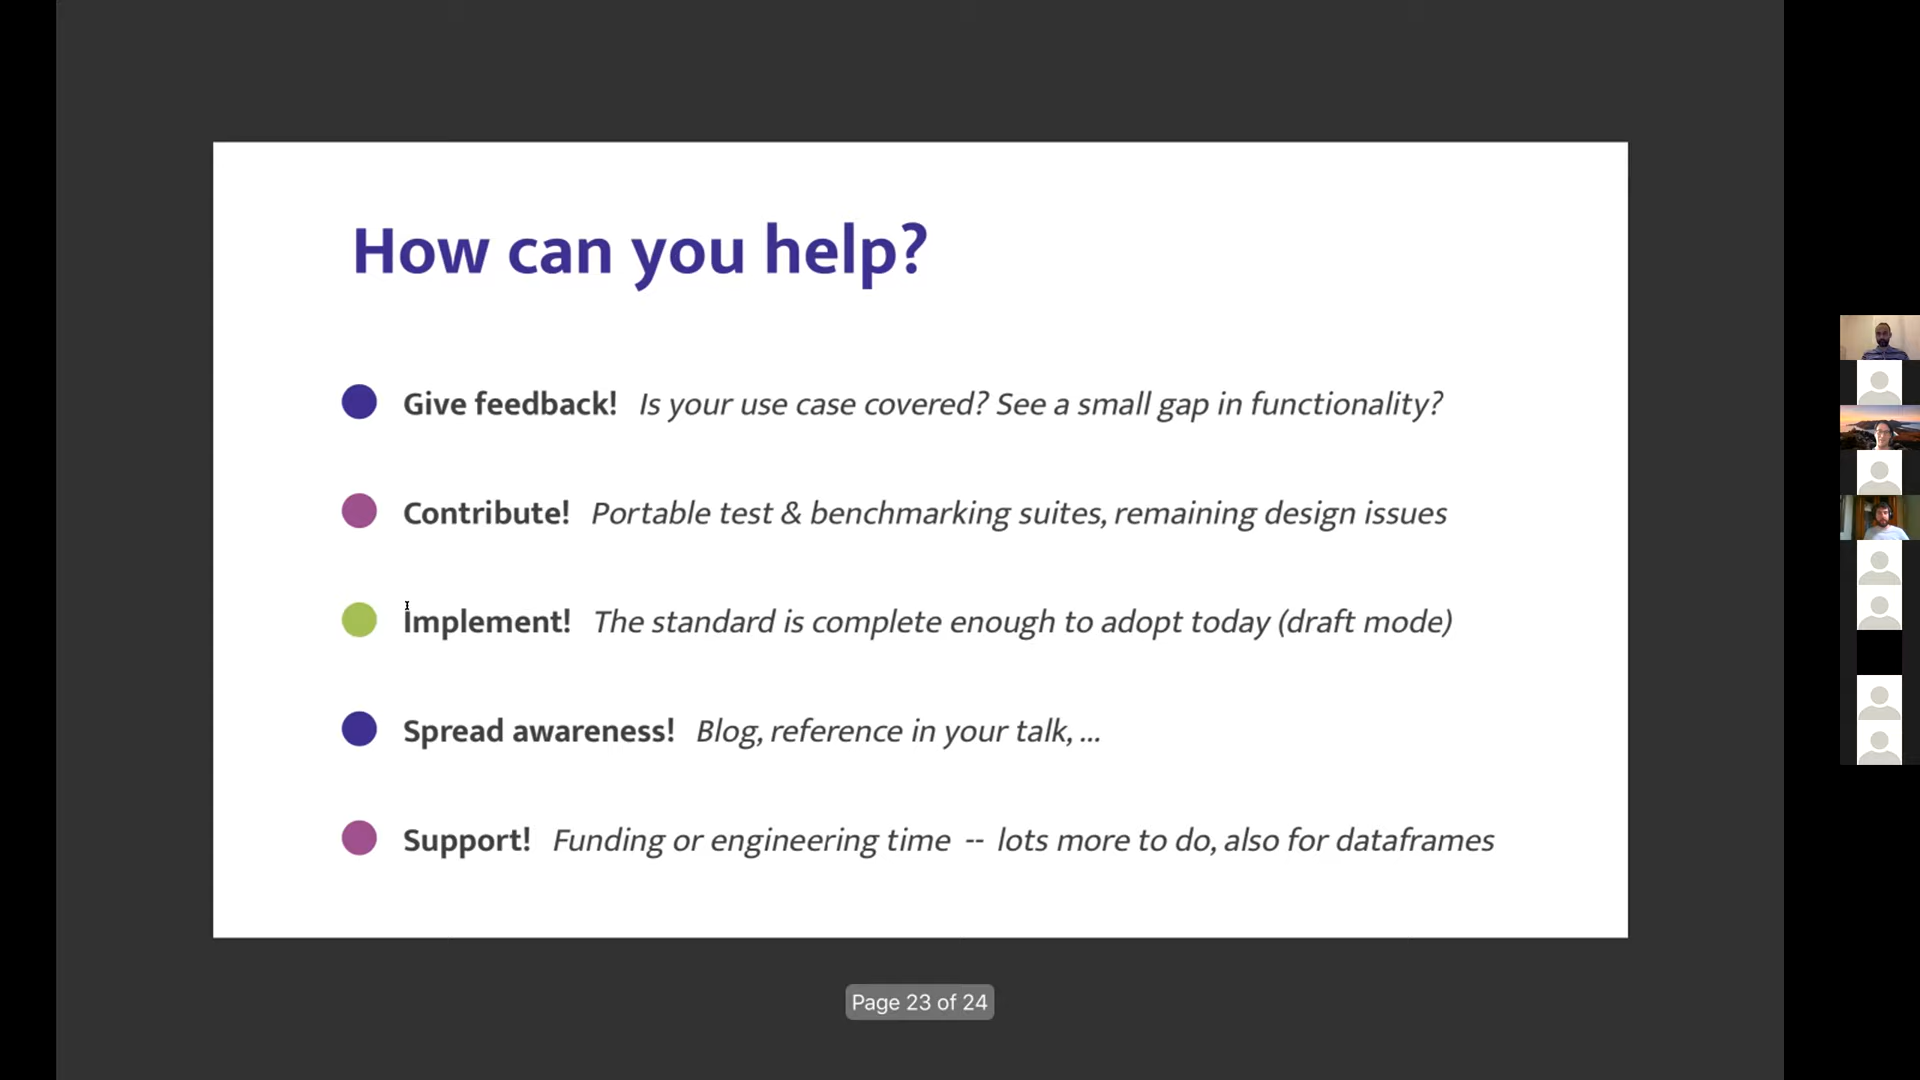 How can you help?
Give feedback! Is your use case covered? See a small gap in functionality?
Contribute! Portable test & benchmarking suites, remaining design issues
Implement! The standard is complete enough to adopt today (draft mode)
Spread awareness! Blog, reference in your talk, ...
Support! Funding or engineering time -- lots more to do, also for dataframes
Page 23 of 24